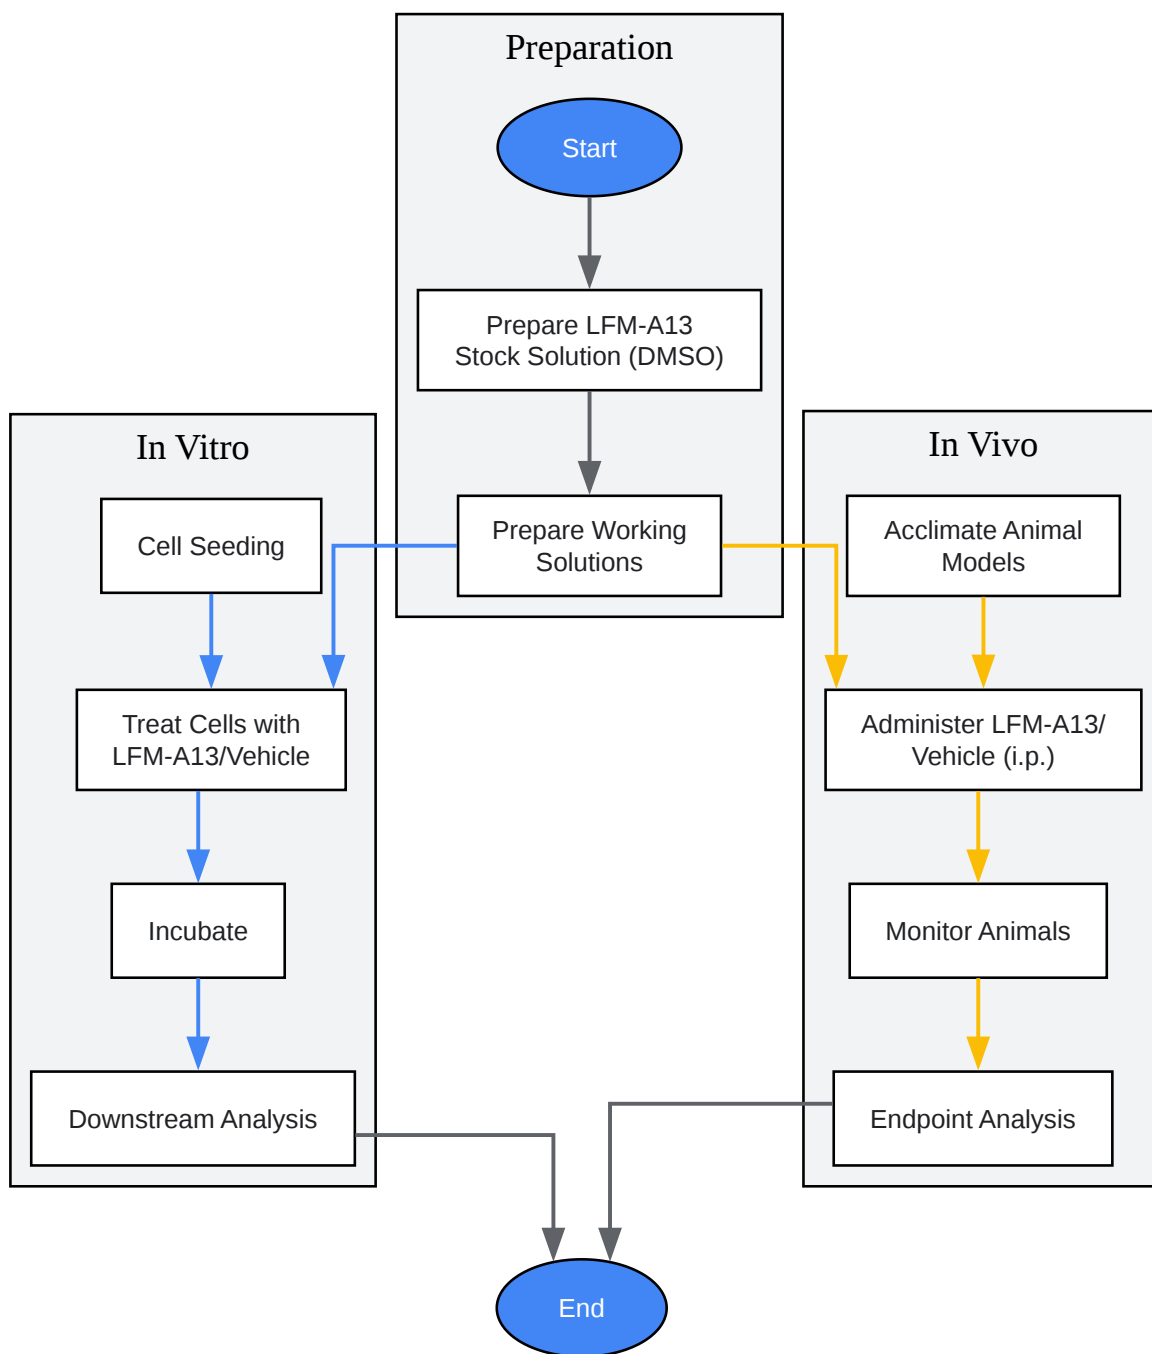 Preparation
Start
Prepare LFM-A13
Stock Solution (DMSO)
Prepare Working
Solutions
In Vitro
Cell Seeding
Treat Cells with
LFM-A13/Vehicle
Incubate
Downstream Analysis
In Vivo
Acclimate Animal
Models
Administer LFM-A13/
Vehicle (i.p.)
Monitor Animals
Endpoint Analysis
End